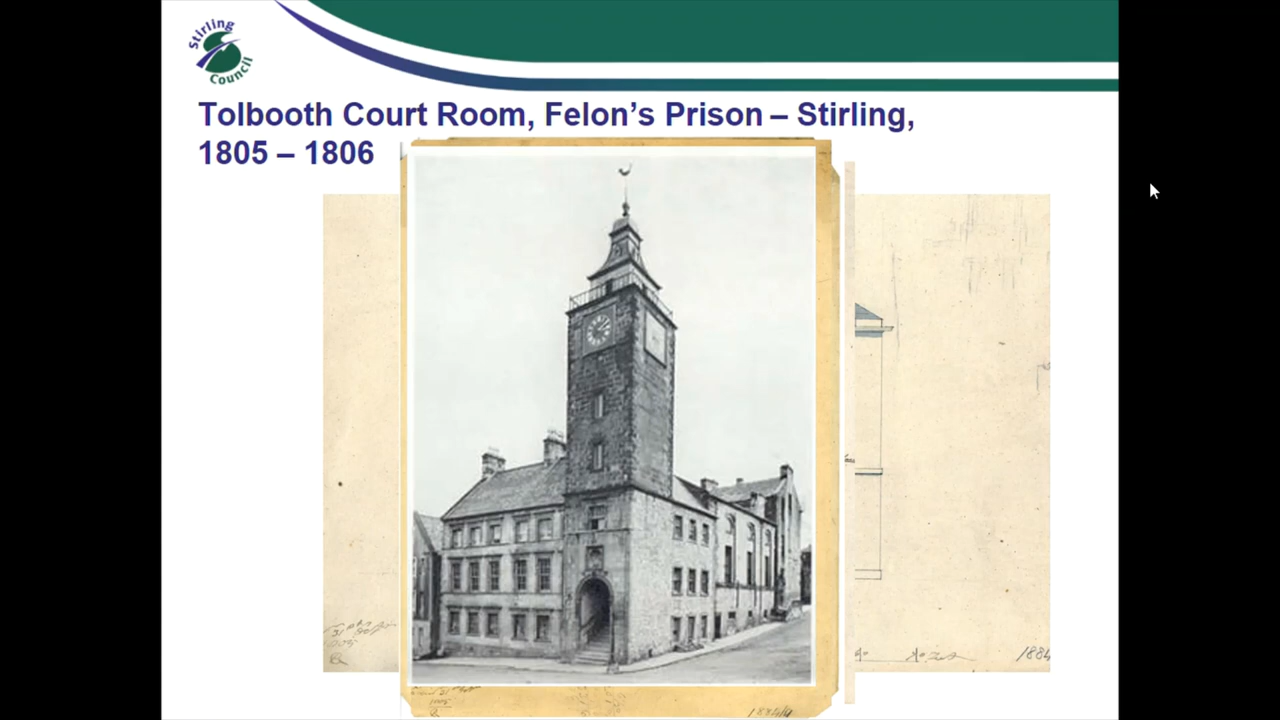 Stirling
Council
Tolbooth Court Room, Felon's Prison – Stirling,
1805 – 1806
1884